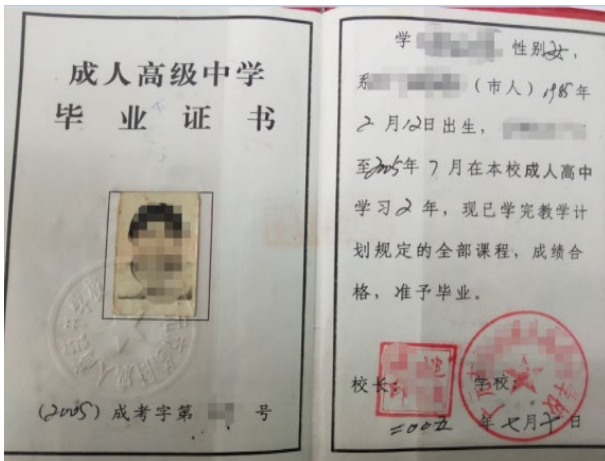 成人高级中学
毕业证书
(2005) 成考字第 号
学 性别女,
系 (市人) 1985年
2月12日出生,
至2005年7月在本校成人高中
学习2年,现已学完教学计
划规定的全部课程,成绩合
格,准予毕业。
校长: 学校:
二00五年七月十日